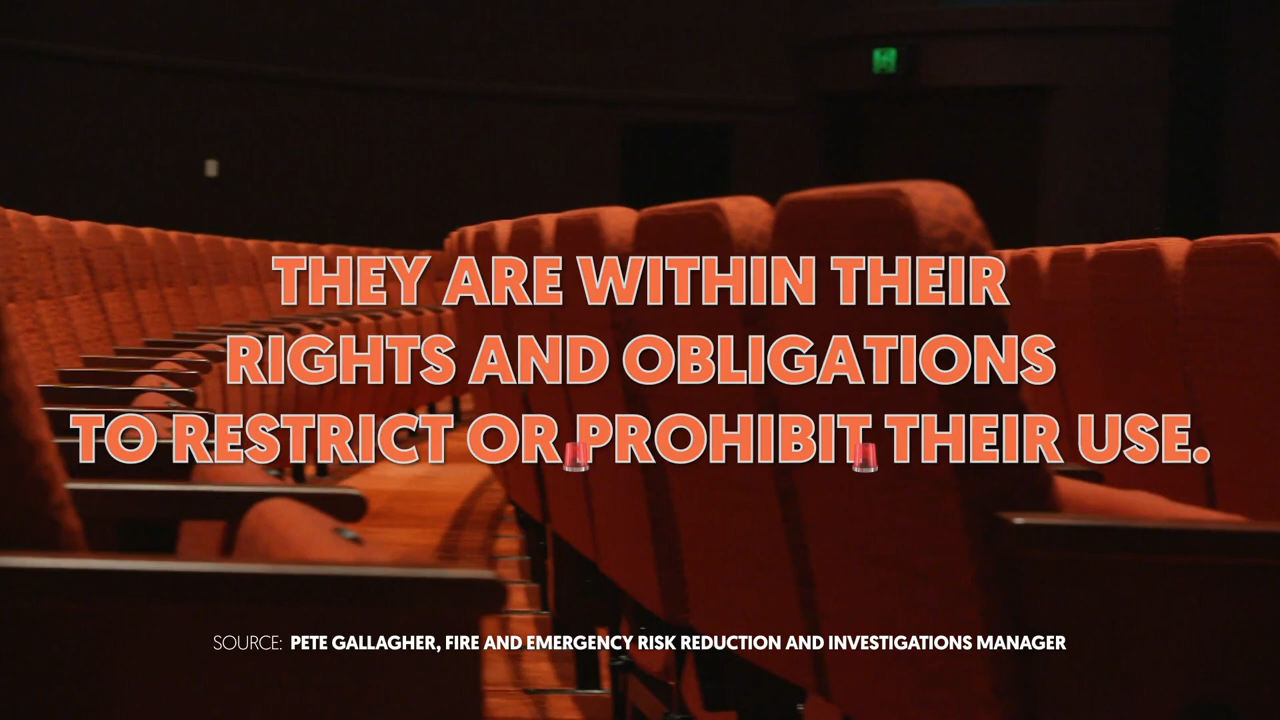 THEY ARE WITHIN THEIR
RIGHTS AND OBLIGATIONS
TO RESTRICT OR PROHIBIT THEIR USE.
SOURCE: PETE GALLAGHER, FIRE AND EMERGENCY RISK REDUCTION AND INVESTIGATIONS MANAGER